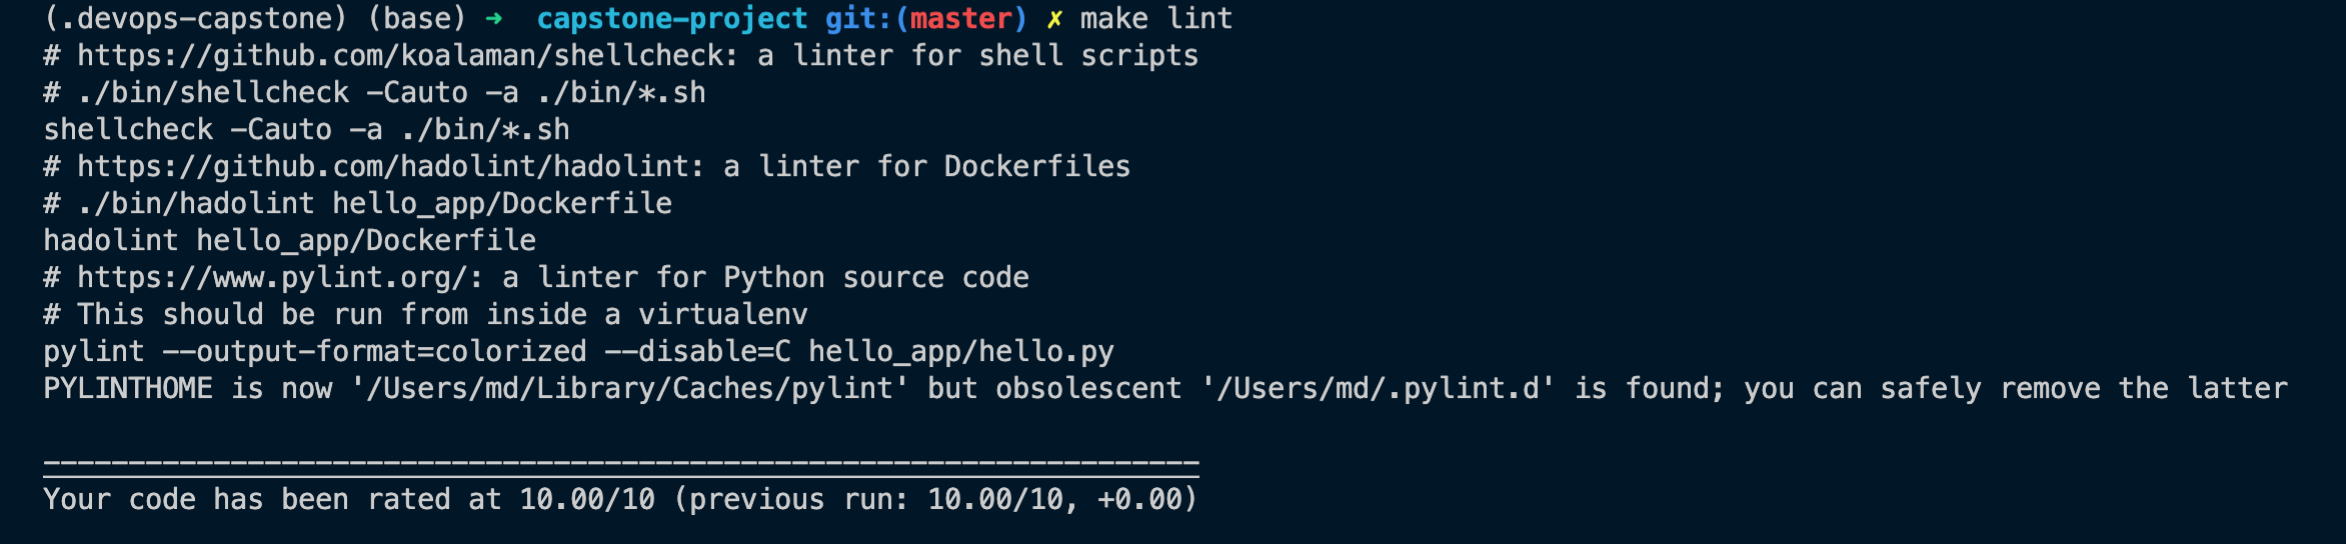 (.devops-capstone) (base) ➜  capstone-project git:(master) ✗ make lint
# https://github.com/koalaman/shellcheck: a linter for shell scripts
# ./bin/shellcheck -Cauto -a ./bin/*.sh
shellcheck -Cauto -a ./bin/*.sh
# https://github.com/hadolint/hadolint: a linter for Dockerfiles
# ./bin/hadolint hello_app/Dockerfile
hadolint hello_app/Dockerfile
# https://www.pylint.org/: a linter for Python source code
# This should be run from inside a virtualenv
pylint --output-format=colorized --disable=C hello_app/hello.py
PYLINTHOME is now '/Users/md/Library/Caches/pylint' but obsolescent '/Users/md/.pylint.d' is found; you can safely remove the latter
--------------------------------------------------------------------
Your code has been rated at 10.00/10 (previous run: 10.00/10, +0.00)